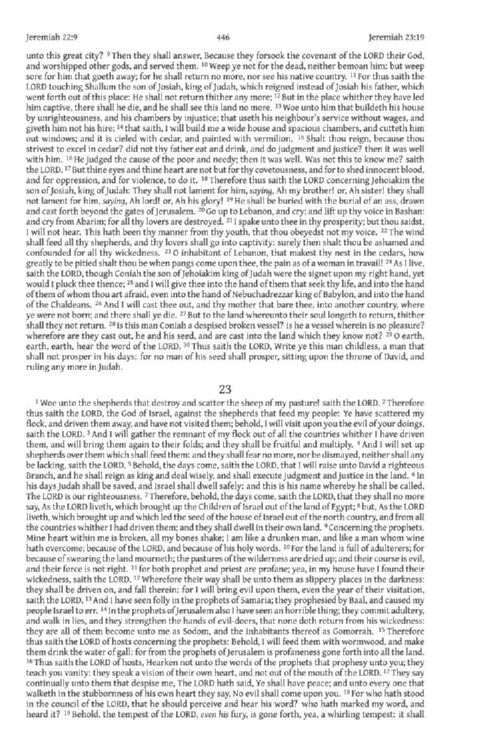 Jeremiah 22:9 446 Jeremiah 23:19
unto this great city? 9 Then they shall answer, Because they forsook the covenant of the LORD their God,
and worshipped other gods, and served them. 10 Weep ye not for the dead, neither bemoan him: but weep
sore for him that goeth away; for he shall return no more, nor see his native country. 11 For thus saith the
LORD touching Shallum the son of Josiah, king of Judah, which reigned instead of Josiah his father, which
went forth out of this place: He shall not return thither any more; 12 But in the place whither they have led
him captive, there shall he die, and he shall see this land no more. 13 Woe unto him that buildeth his house
by unrighteousness, and his chambers by injustice; that useth his neighbour's service without wages, and
giveth him not his hire; 14 that saith, I will build me a wide house and spacious chambers, and cutteth him
out windows; and it is cieled with cedar, and painted with vermilion. 15 Shalt thou reign, because thou
strivest to excel in cedar? did not thy father eat and drink, and do judgment and justice? then it was well
with him. 16 He judged the cause of the poor and needy; then it was well. Was not this to know me? saith
the LORD. 17 But thine eyes and thine heart are not but for thy covetousness, and for to shed innocent blood,
and for oppression, and for violence, to do it. 18 Therefore thus saith the LORD concerning Jehoiakim the
son of Josiah, king of Judah: They shall not lament for him, saying, Ah my brother! or, Ah sister! they shall
not lament for him, saying, Ah lord! or, Ah his glory! 19 He shall be buried with the burial of an ass, drawn
and cast forth beyond the gates of Jerusalem. 20 Go up to Lebanon, and cry; and lift up thy voice in Bashan:
and cry from Abarim; for all thy lovers are destroyed. 21 I spake unto thee in thy prosperity; but thou saidst,
I will not hear. This hath been thy manner from thy youth, that thou obeyedst not my voice. 22 The wind
shall feed all thy shepherds, and thy lovers shall go into captivity: surely then shalt thou be ashamed and
confounded for all thy wickedness. 23 O inhabitant of Lebanon, that makest thy nest in the cedars, how
greatly to be pitied shalt thou be when pangs come upon thee, the pain as of a woman in travail! 24 As I live,
saith the LORD, though Coniah the son of Jehoiakim king of Judah were the signet upon my right hand, yet
would I pluck thee thence; 25 and I will give thee into the hand of them that seek thy life, and into the hand
of them of whom thou art afraid, even into the hand of Nebuchadrezzar king of Babylon, and into the hand
of the Chaldeans. 26 And I will cast thee out, and thy mother that bare thee, into another country, where
ye were not born; and there shall ye die. 27 But to the land whereunto their soul longeth to return, thither
shall they not return. 28 Is this man Coniah a despised broken vessel? is he a vessel wherein is no pleasure?
wherefore are they cast out, he and his seed, and are cast into the land which they know not? 29 O earth,
earth, earth, hear the word of the LORD. 30 Thus saith the LORD, Write ye this man childless, a man that
shall not prosper in his days: for no man of his seed shall prosper, sitting upon the throne of David, and
ruling any more in Judah.
23
1 Woe unto the shepherds that destroy and scatter the sheep of my pasture! saith the LORD. 2 Therefore
thus saith the LORD, the God of Israel, against the shepherds that feed my people: Ye have scattered my
flock, and driven them away, and have not visited them; behold, I will visit upon you the evil of your doings,
saith the LORD. 3 And I will gather the remnant of my flock out of all the countries whither I have driven
them, and will bring them again to their folds; and they shall be fruitful and multiply. 4 And I will set up
shepherds over them which shall feed them: and they shall fear no more, nor be dismayed, neither shall any
be lacking, saith the LORD. 5 Behold, the days come, saith the LORD, that I will raise unto David a righteous
Branch, and he shall reign as king and deal wisely, and shall execute judgment and justice in the land. 6 In
his days Judah shall be saved, and Israel shall dwell safely: and this is his name whereby he shall be called,
The LORD is our righteousness. 7 Therefore, behold, the days come, saith the LORD, that they shall no more
say, As the LORD liveth, which brought up the Children of Israel out of the land of Egypt; 8 but, As the LORD
liveth, which brought up and which led the seed of the house of Israel out of the north country, and from all
the countries whither I had driven them; and they shall dwell in their own land. 9 Concerning the prophets.
Mine heart within me is broken, all my bones shake; I am like a drunken man, and like a man whom wine
hath overcome; because of the LORD, and because of his holy words. 10 For the land is full of adulterers; for
because of swearing the land mourneth; the pastures of the wilderness are dried up; and their course is evil,
and their force is not right. 11 for both prophet and priest are profane; yea, in my house have I found their
wickedness, saith the LORD. 12 Wherefore their way shall be unto them as slippery places in the darkness:
they shall be driven on, and fall therein: for I will bring evil upon them, even the year of their visitation,
saith the LORD. 13 And I have seen folly in the prophets of Samaria; they prophesied by Baal, and caused my
people Israel to err. 14 In the prophets of Jerusalem also I have seen an horrible thing; they commit adultery,
and walk in lies, and they strengthen the hands of evil-doers, that none doth return from his wickedness:
they are all of them become unto me as Sodom, and the inhabitants thereof as Gomorrah. 15 Therefore
thus saith the LORD of hosts concerning the prophets: Behold, I will feed them with wormwood, and make
them drink the water of gall: for from the prophets of Jerusalem is profaneness gone forth into all the land.
16 Thus saith the LORD of hosts, Hearken not unto the words of the prophets that prophesy unto you; they
teach you vanity: they speak a vision of their own heart, and not out of the mouth of the LORD. 17 They say
continually unto them that despise me, The LORD hath said, Ye shall have peace; and unto every one that
walketh in the stubbornness of his own heart they say, No evil shall come upon you. 18 For who hath stood
in the council of the LORD, that he should perceive and hear his word? who hath marked my word, and
heard it? 19 Behold, the tempest of the LORD, even his fury, is gone forth, yea, a whirling tempest: it shall